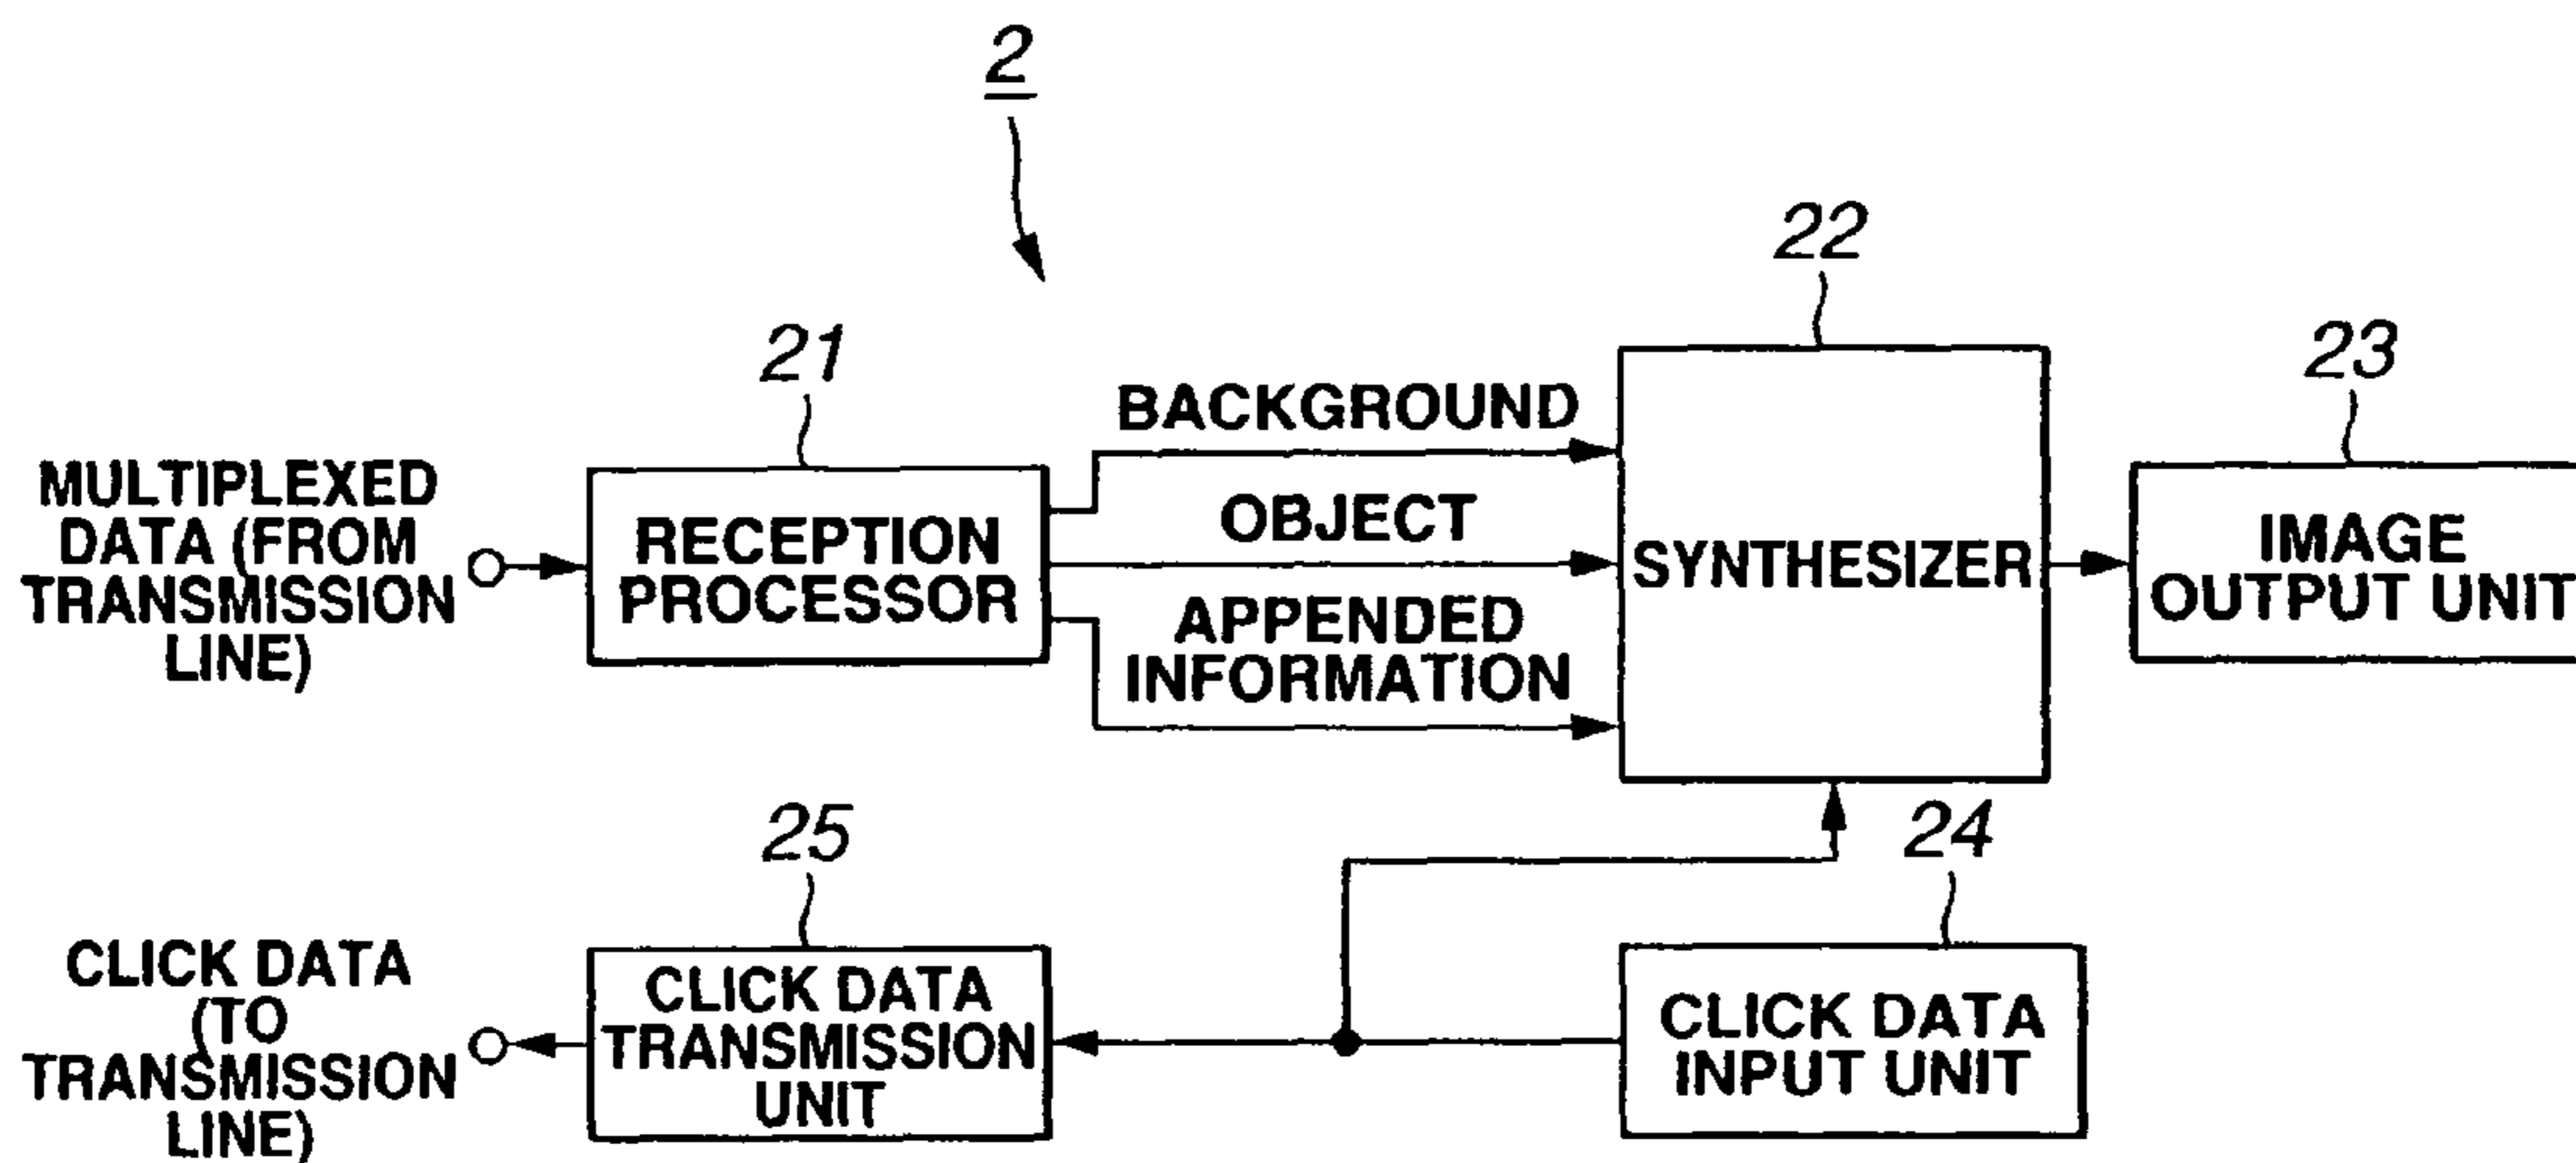 2
22
21
23
BACKGROUND
MULTIPLEXED
DATA (FROM
TRANSMISSION
LINE)
RECEPTION
PROCESSOR
OBJECT
SYNTHESIZER
IMAGE
OUTPUT UNIT
APPENDED
INFORMATION
25
24
CLICK DATA
(TO
TRANSMISSION
LINE)
CLICK DATA
TRANSMISSION
UNIT
CLICK DATA
INPUT UNIT